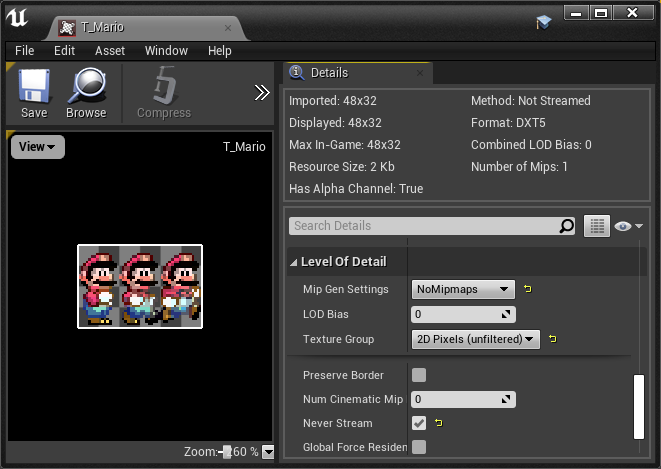 T_Mario
File Edit Asset Window Help
Save Browse Compress
View
T_Mario
Zoom: 260 %
Details
Imported: 48x32 Method: Not Streamed
Displayed: 48x32 Format: DXT5
Max In-Game: 48x32 Combined LOD Bias: 0
Resource Size: 2 Kb Number of Mips: 1
Has Alpha Channel: True
Search Details
Level Of Detail
Mip Gen Settings NoMipmaps
LOD Bias 0
Texture Group 2D Pixels (unfiltered)
Preserve Border
Num Cinematic Mip 0
Never Stream
Global Force Residen